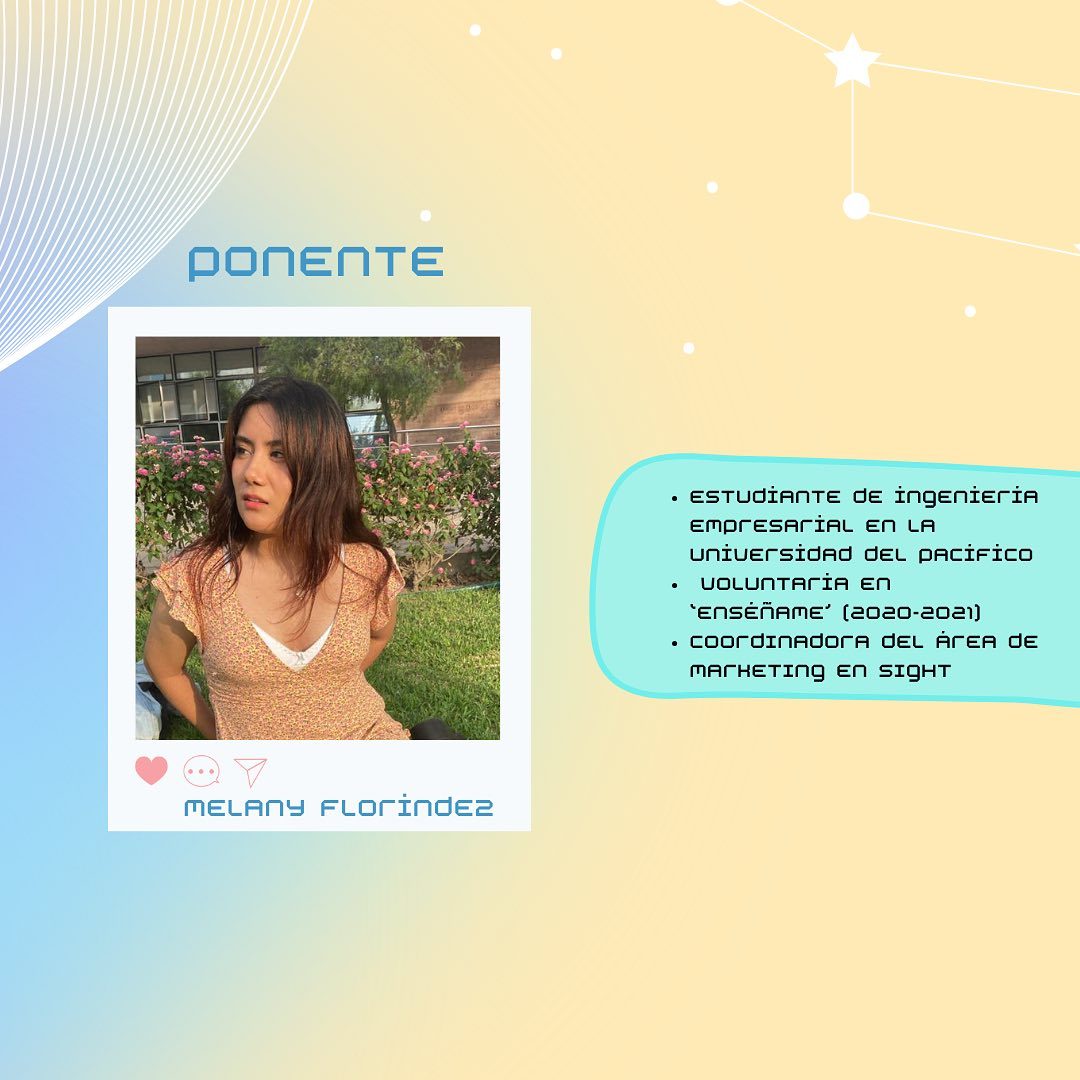 PONENTE
MELANY FLORINDEZ
• ESTUDIANTE DE INGENIERÍA
EMPRESARIAL EN LA
UNIVERSIDAD DEL PACÍFICO
• VOLUNTARIA EN
'ENSÉÑAME' (2020-2021)
• COORDINADORA DEL ÁREA DE
MARKETING EN SIGHT